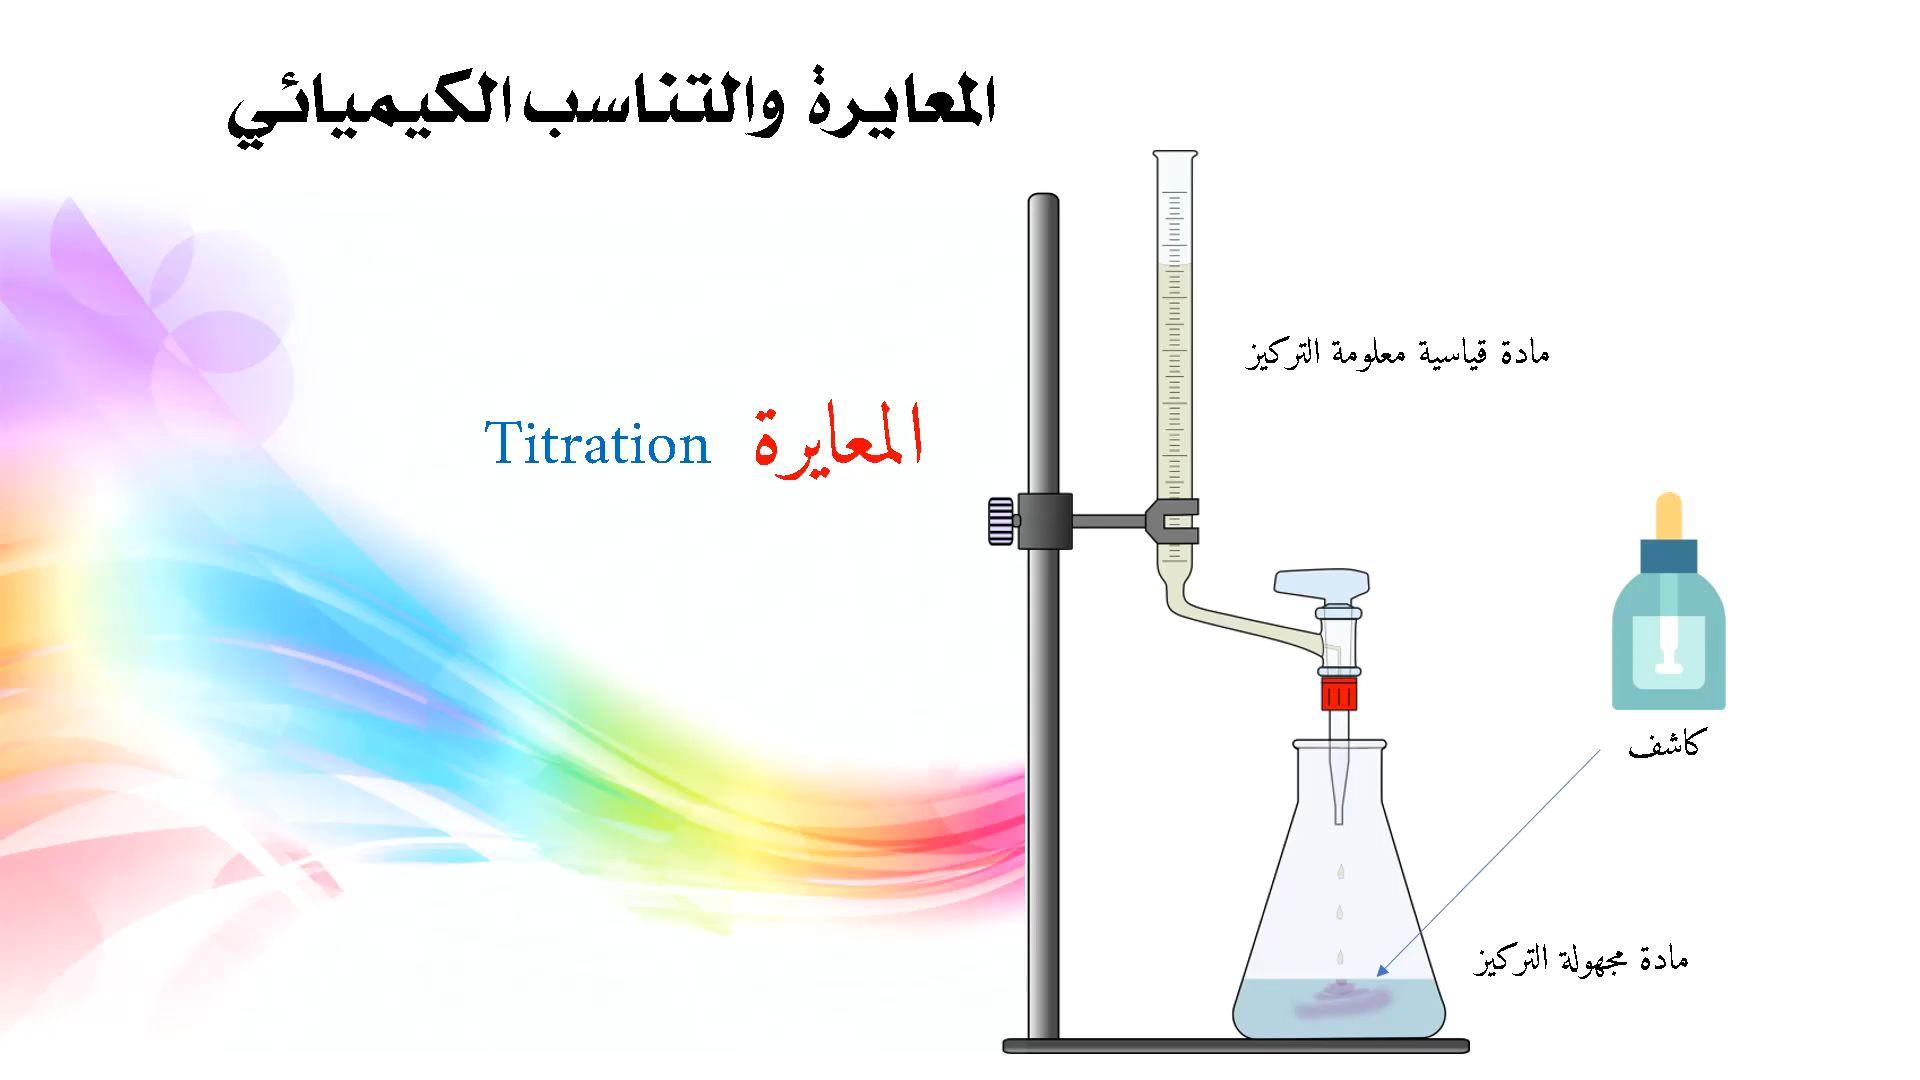 المعايرة والتناسب الكيميائي
مادة قياسية معلومة التركيز
المعايرة Titration
كاشف
مادة مجهولة التركيز